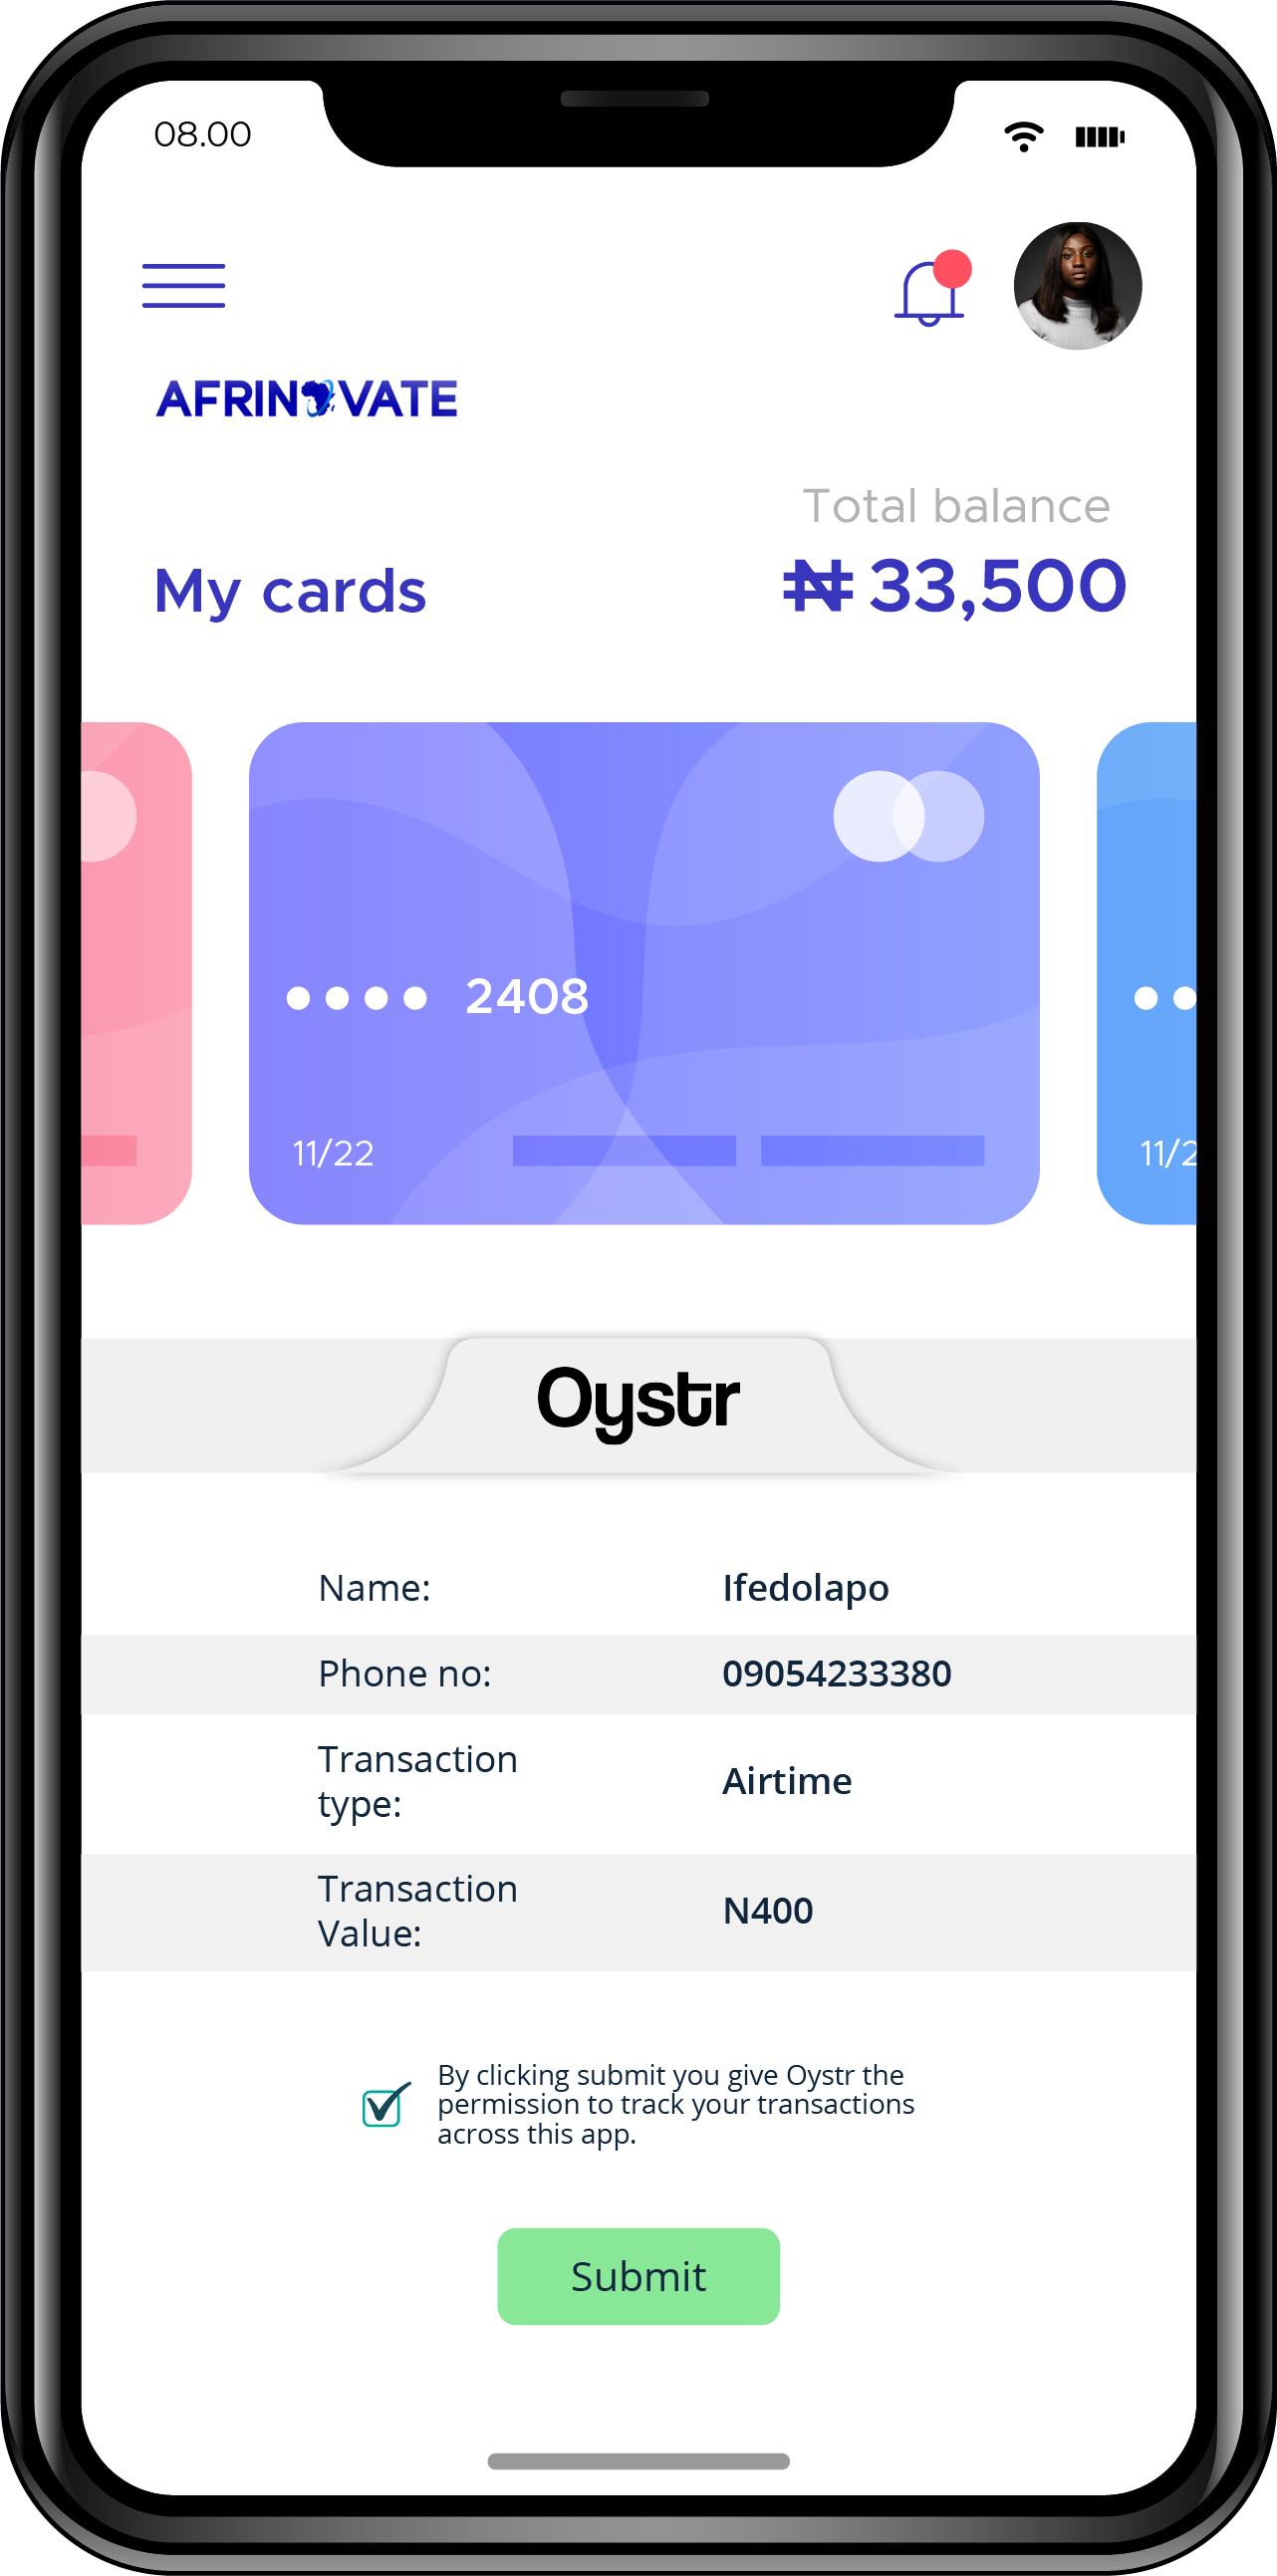 08.00
AFRINOVATE
Total balance
My cards
₦ 33,500
2408
11/22
11/2
Oystr
Name:
Ifedolapo
Phone no:
09054233380
Transaction
type:
Airtime
Transaction
Value:
N400
By clicking submit you give Oystr the
permission to track your transactions
across this app.
Submit